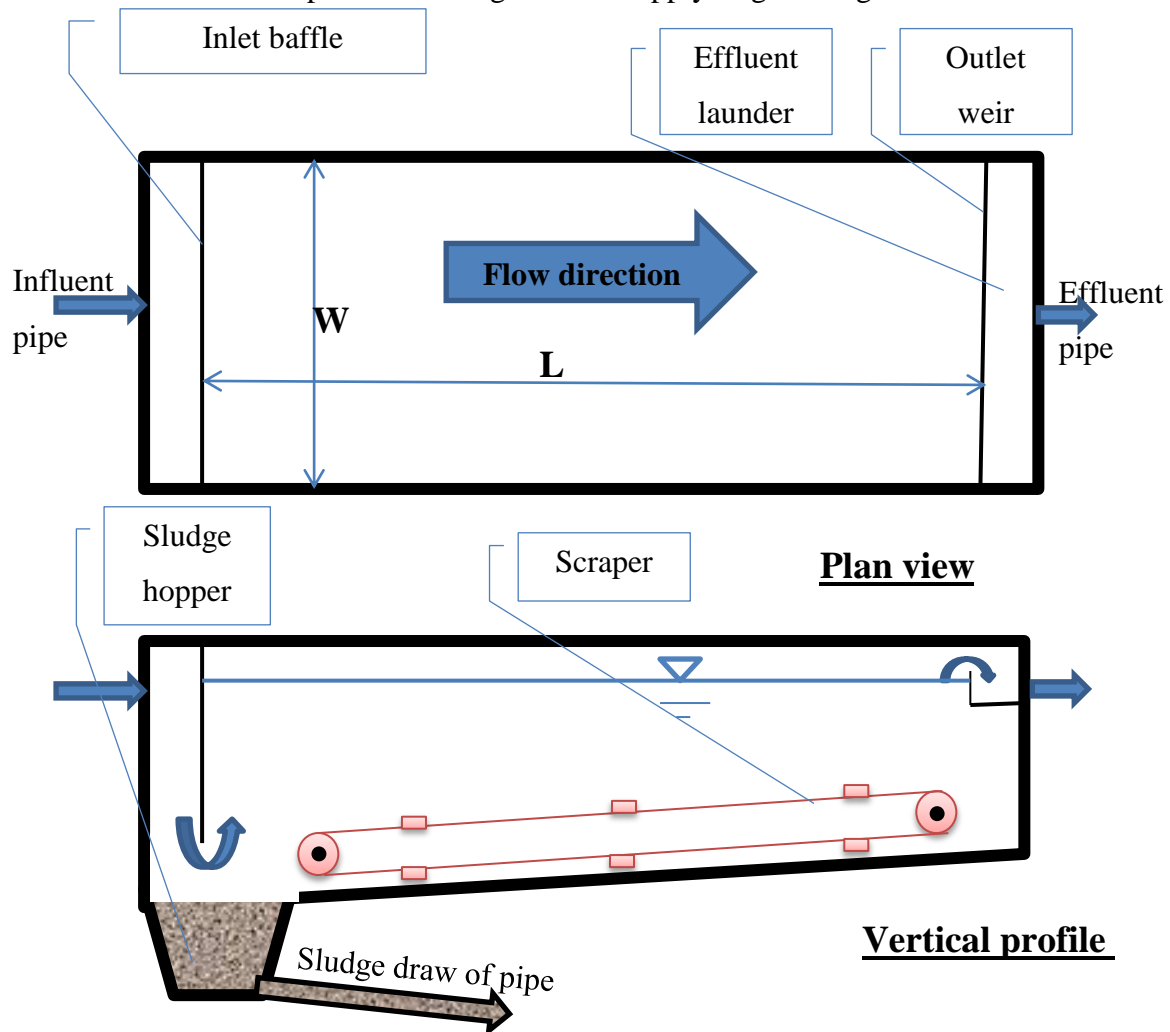 Inlet baffle
Effluent
launder
Outlet
weir
Influent
pipe
Flow direction
W
L
Effluent
pipe
Sludge
hopper
Scraper
Plan view
Sludge draw of pipe
Vertical profile